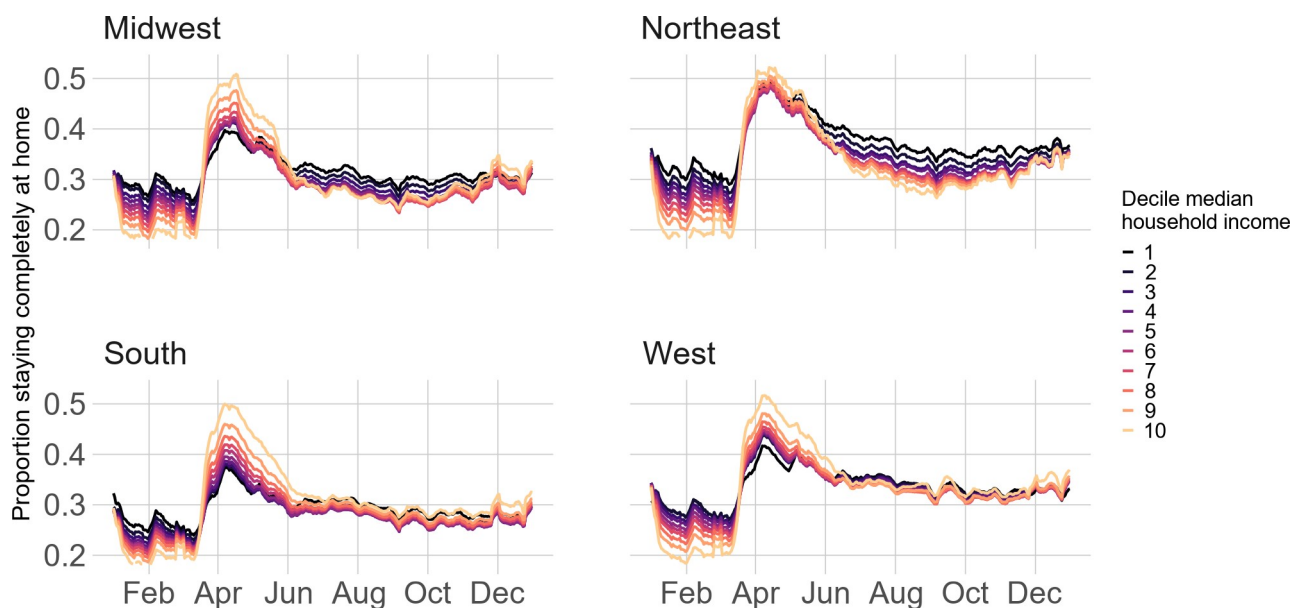 Midwest
Northeast
Proportion staying completely at home
0.5
0.4
0.3
0.2
South
West
0.5
0.4
0.3
0.2
Feb Apr Jun Aug Oct Dec
Feb Apr Jun Aug Oct Dec
Decile median
household income
1
2
3
4
5
6
7
8
9
10